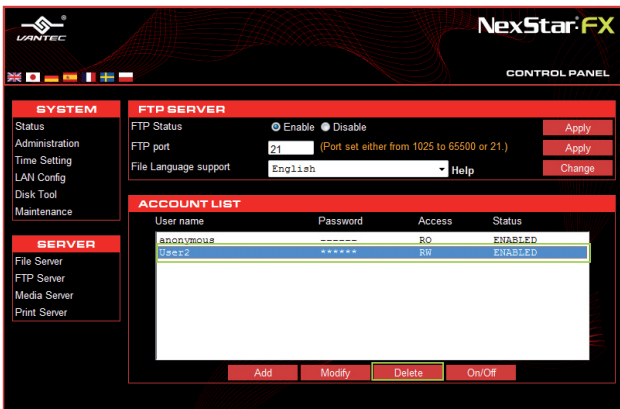 VANTEC
NexStar FX
CONTROL PANEL
SYSTEM
Status
Administration
Time Setting
LAN Config
Disk Tool
Maintenance
SERVER
File Server
FTP Server
Media Server
Print Server
FTP SERVER
FTP Status Enable Disable Apply
FTP port 21 (Port set either from 1025 to 65500 or 21.) Apply
File Language support English Help Change
ACCOUNT LIST
User name Password Access Status
anonymous ------ RO ENABLED
User2 ****** RW ENABLED
Add Modify Delete On/Off